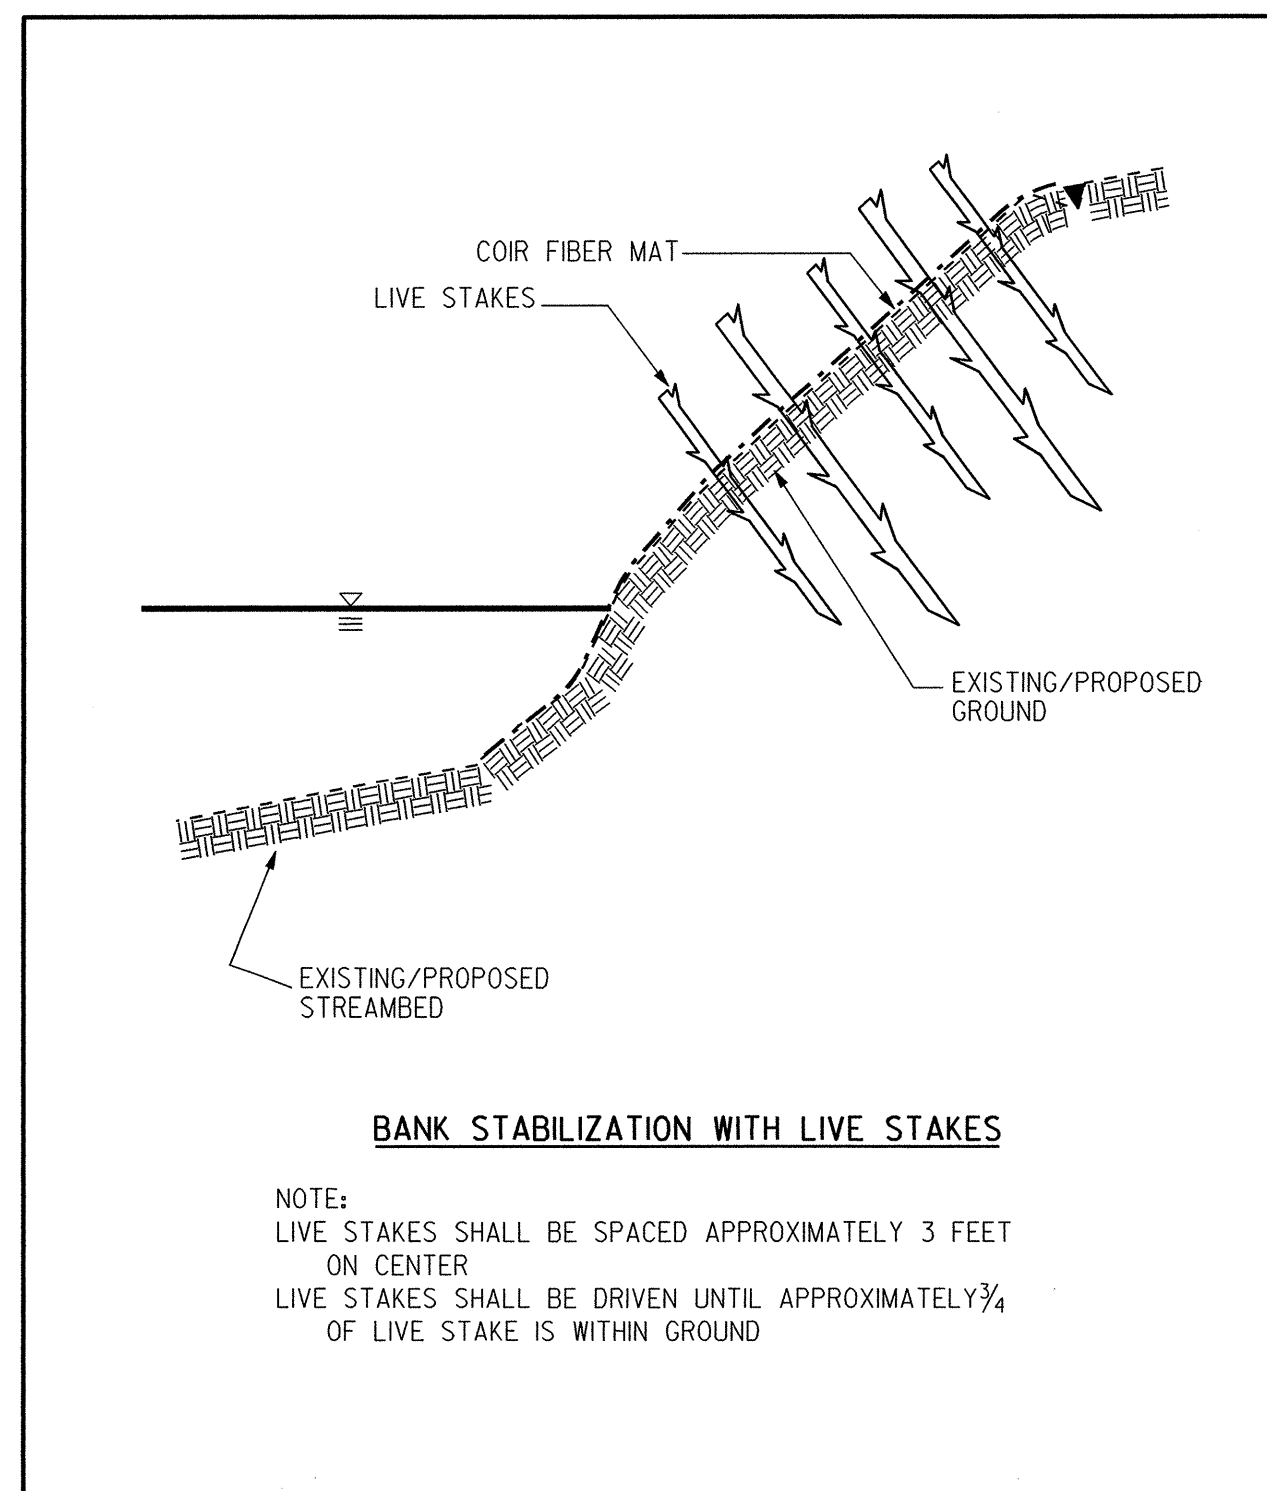 COIR FIBER MAT
LIVE STAKES
EXISTING/PROPOSED
GROUND
EXISTING/PROPOSED
STREAMBED
BANK STABILIZATION WITH LIVE STAKES
NOTE:
LIVE STAKES SHALL BE SPACED APPROXIMATELY 3 FEET
ON CENTER
LIVE STAKES SHALL BE DRIVEN UNTIL APPROXIMATELY 3/4
OF LIVE STAKE IS WITHIN GROUND